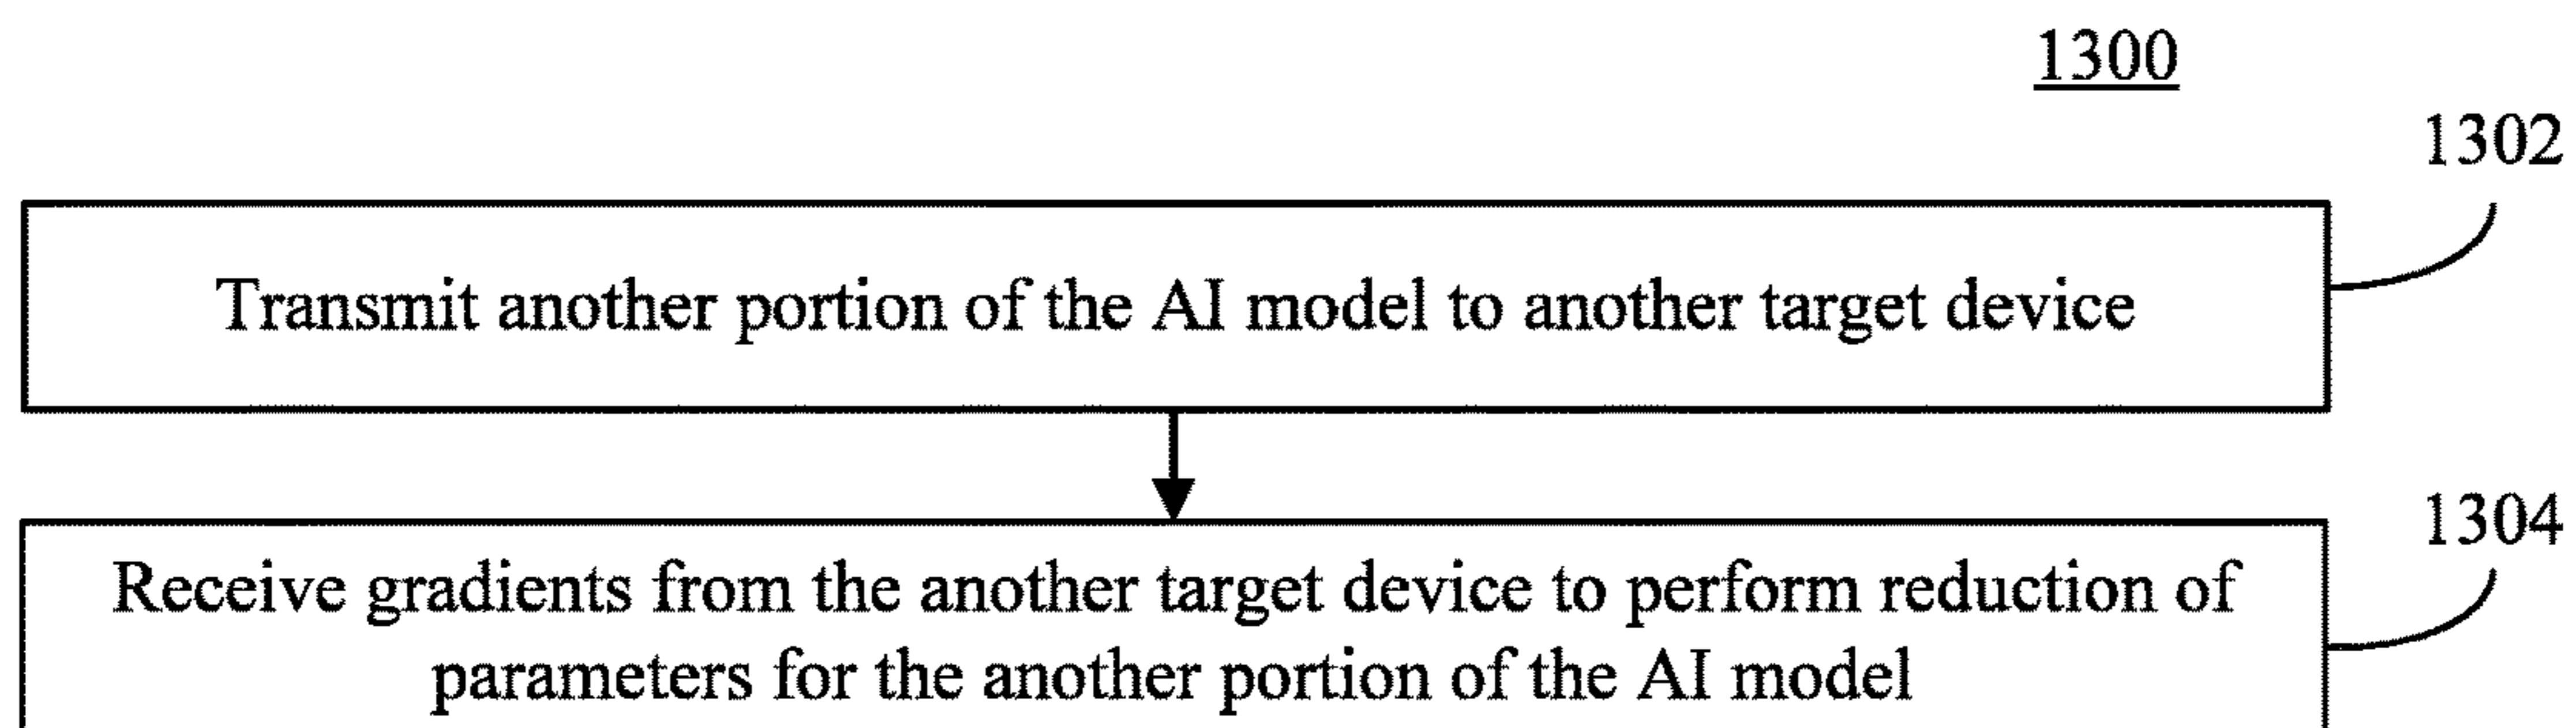 1300
1302
Transmit another portion of the AI model to another target device
1304
Receive gradients from the another target device to perform reduction of
parameters for the another portion of the AI model